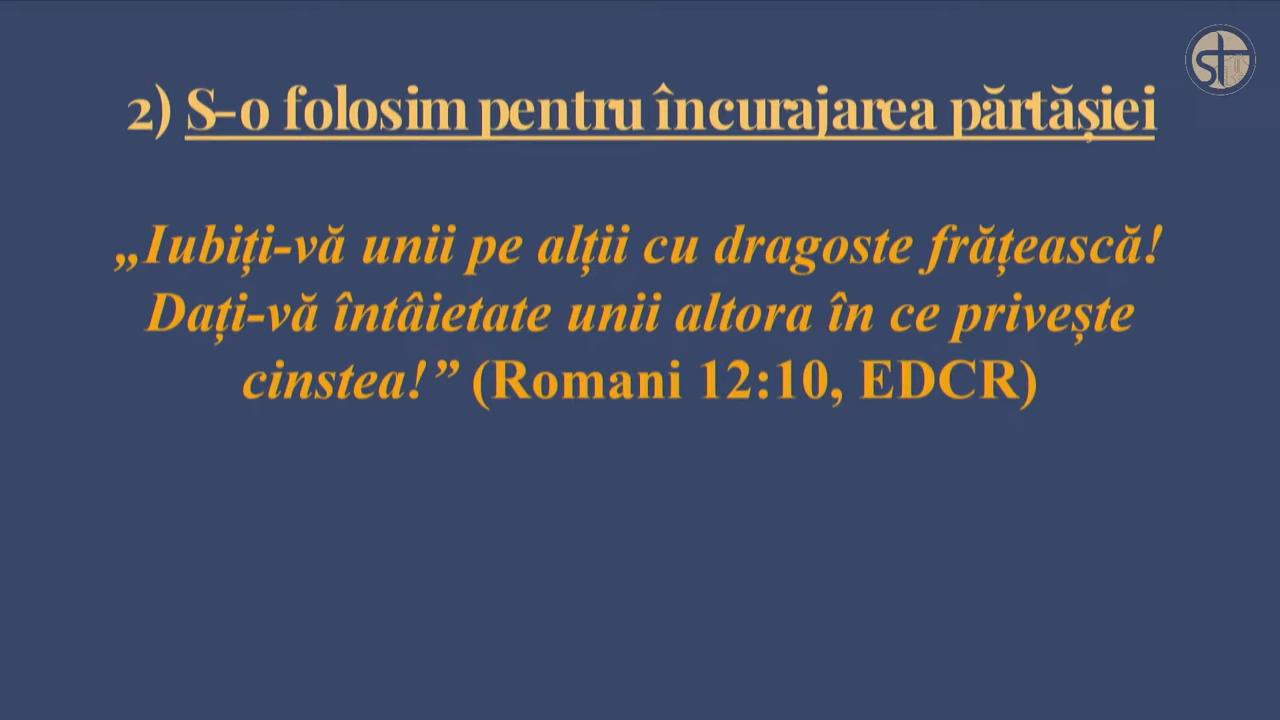 2) S-o folosim pentru încurajarea părtășiei
„Iubiți-vă unii pe alții cu dragoste frățească!
Dați-vă întâietate unii altora în ce privește
cinstea!” (Romani 12:10, EDCR)